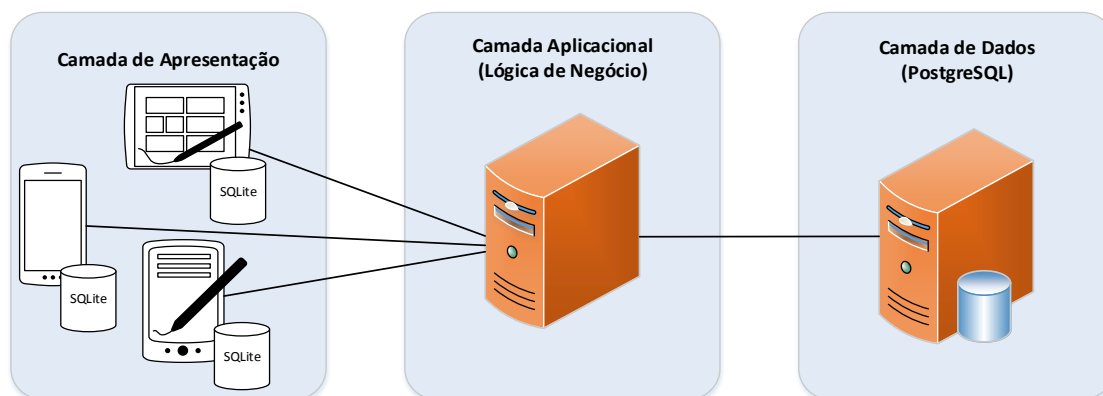 Camada de Apresentação
SQLite
SQLite
SQLite
Camada Aplicacional
(Lógica de Negócio)
Camada de Dados
(PostgreSQL)